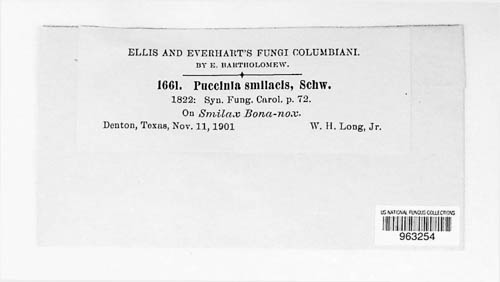 ELLIS AND EVERHART'S FUNGI COLUMBIANI.
BY E. BARTHOLOMEW.
1661. Puccinia smilacis, Schw.
1822: Syn. Fung. Carol. p. 72.
On Smilax Bona-nox.
Denton, Texas, Nov. 11, 1901 W. H. Long, Jr.
US NATIONAL FUNGUS COLLECTIONS
963254